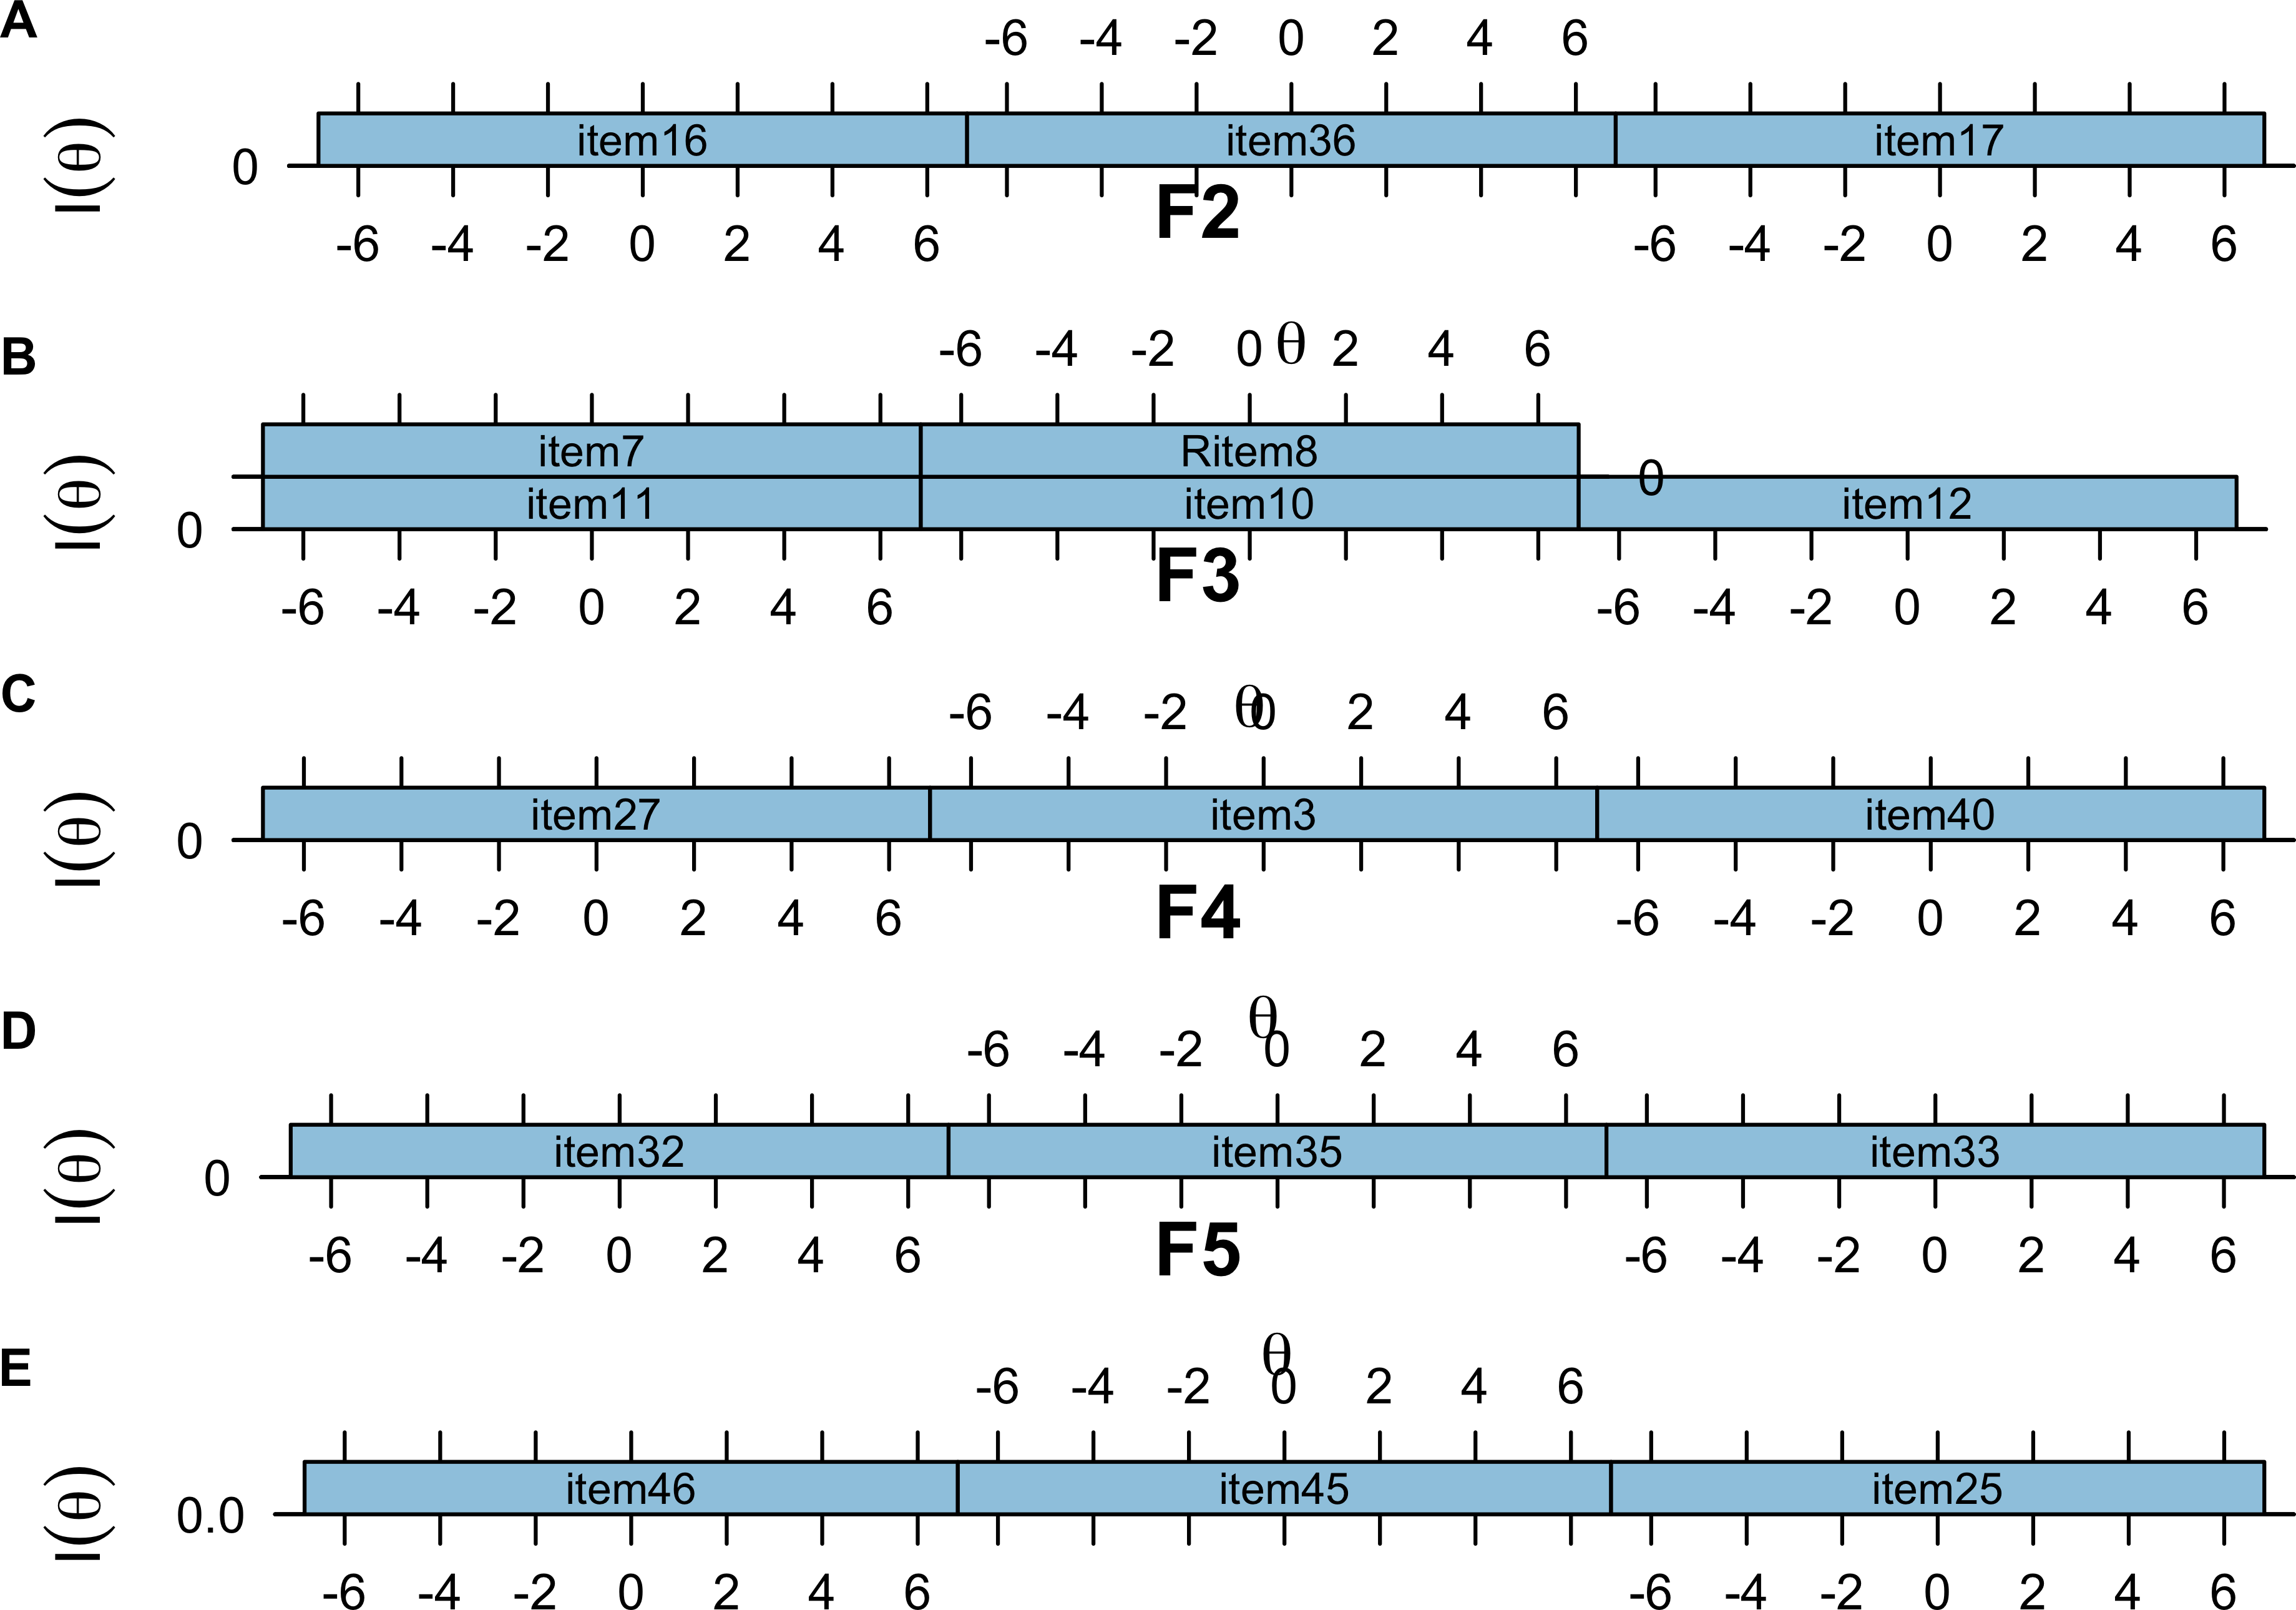 A
-6 -4 -2 0 2 4 6
item16 item36 item17
I(θ) 0
F2
-6 -4 -2 0 2 4 6 -6 -4 -2 0 2 4 6
B
-6 -4 -2 0 θ 2 4 6
item7 Ritem8
0
item11 item10 item12
I(θ) 0
F3
-6 -4 -2 0 2 4 6 -6 -4 -2 0 2 4 6
C
-6 -4 -2 θ 0 2 4 6
item27 item3 item40
I(θ) 0
F4
-6 -4 -2 0 2 4 6 -6 -4 -2 0 2 4 6
θ
D
-6 -4 -2 0 2 4 6
item32 item35 item33
I(θ) 0
F5
-6 -4 -2 0 2 4 6 -6 -4 -2 0 2 4 6
θ
E
-6 -4 -2 0 2 4 6
item46 item45 item25
I(θ) 0.0
-6 -4 -2 0 2 4 6 -6 -4 -2 0 2 4 6